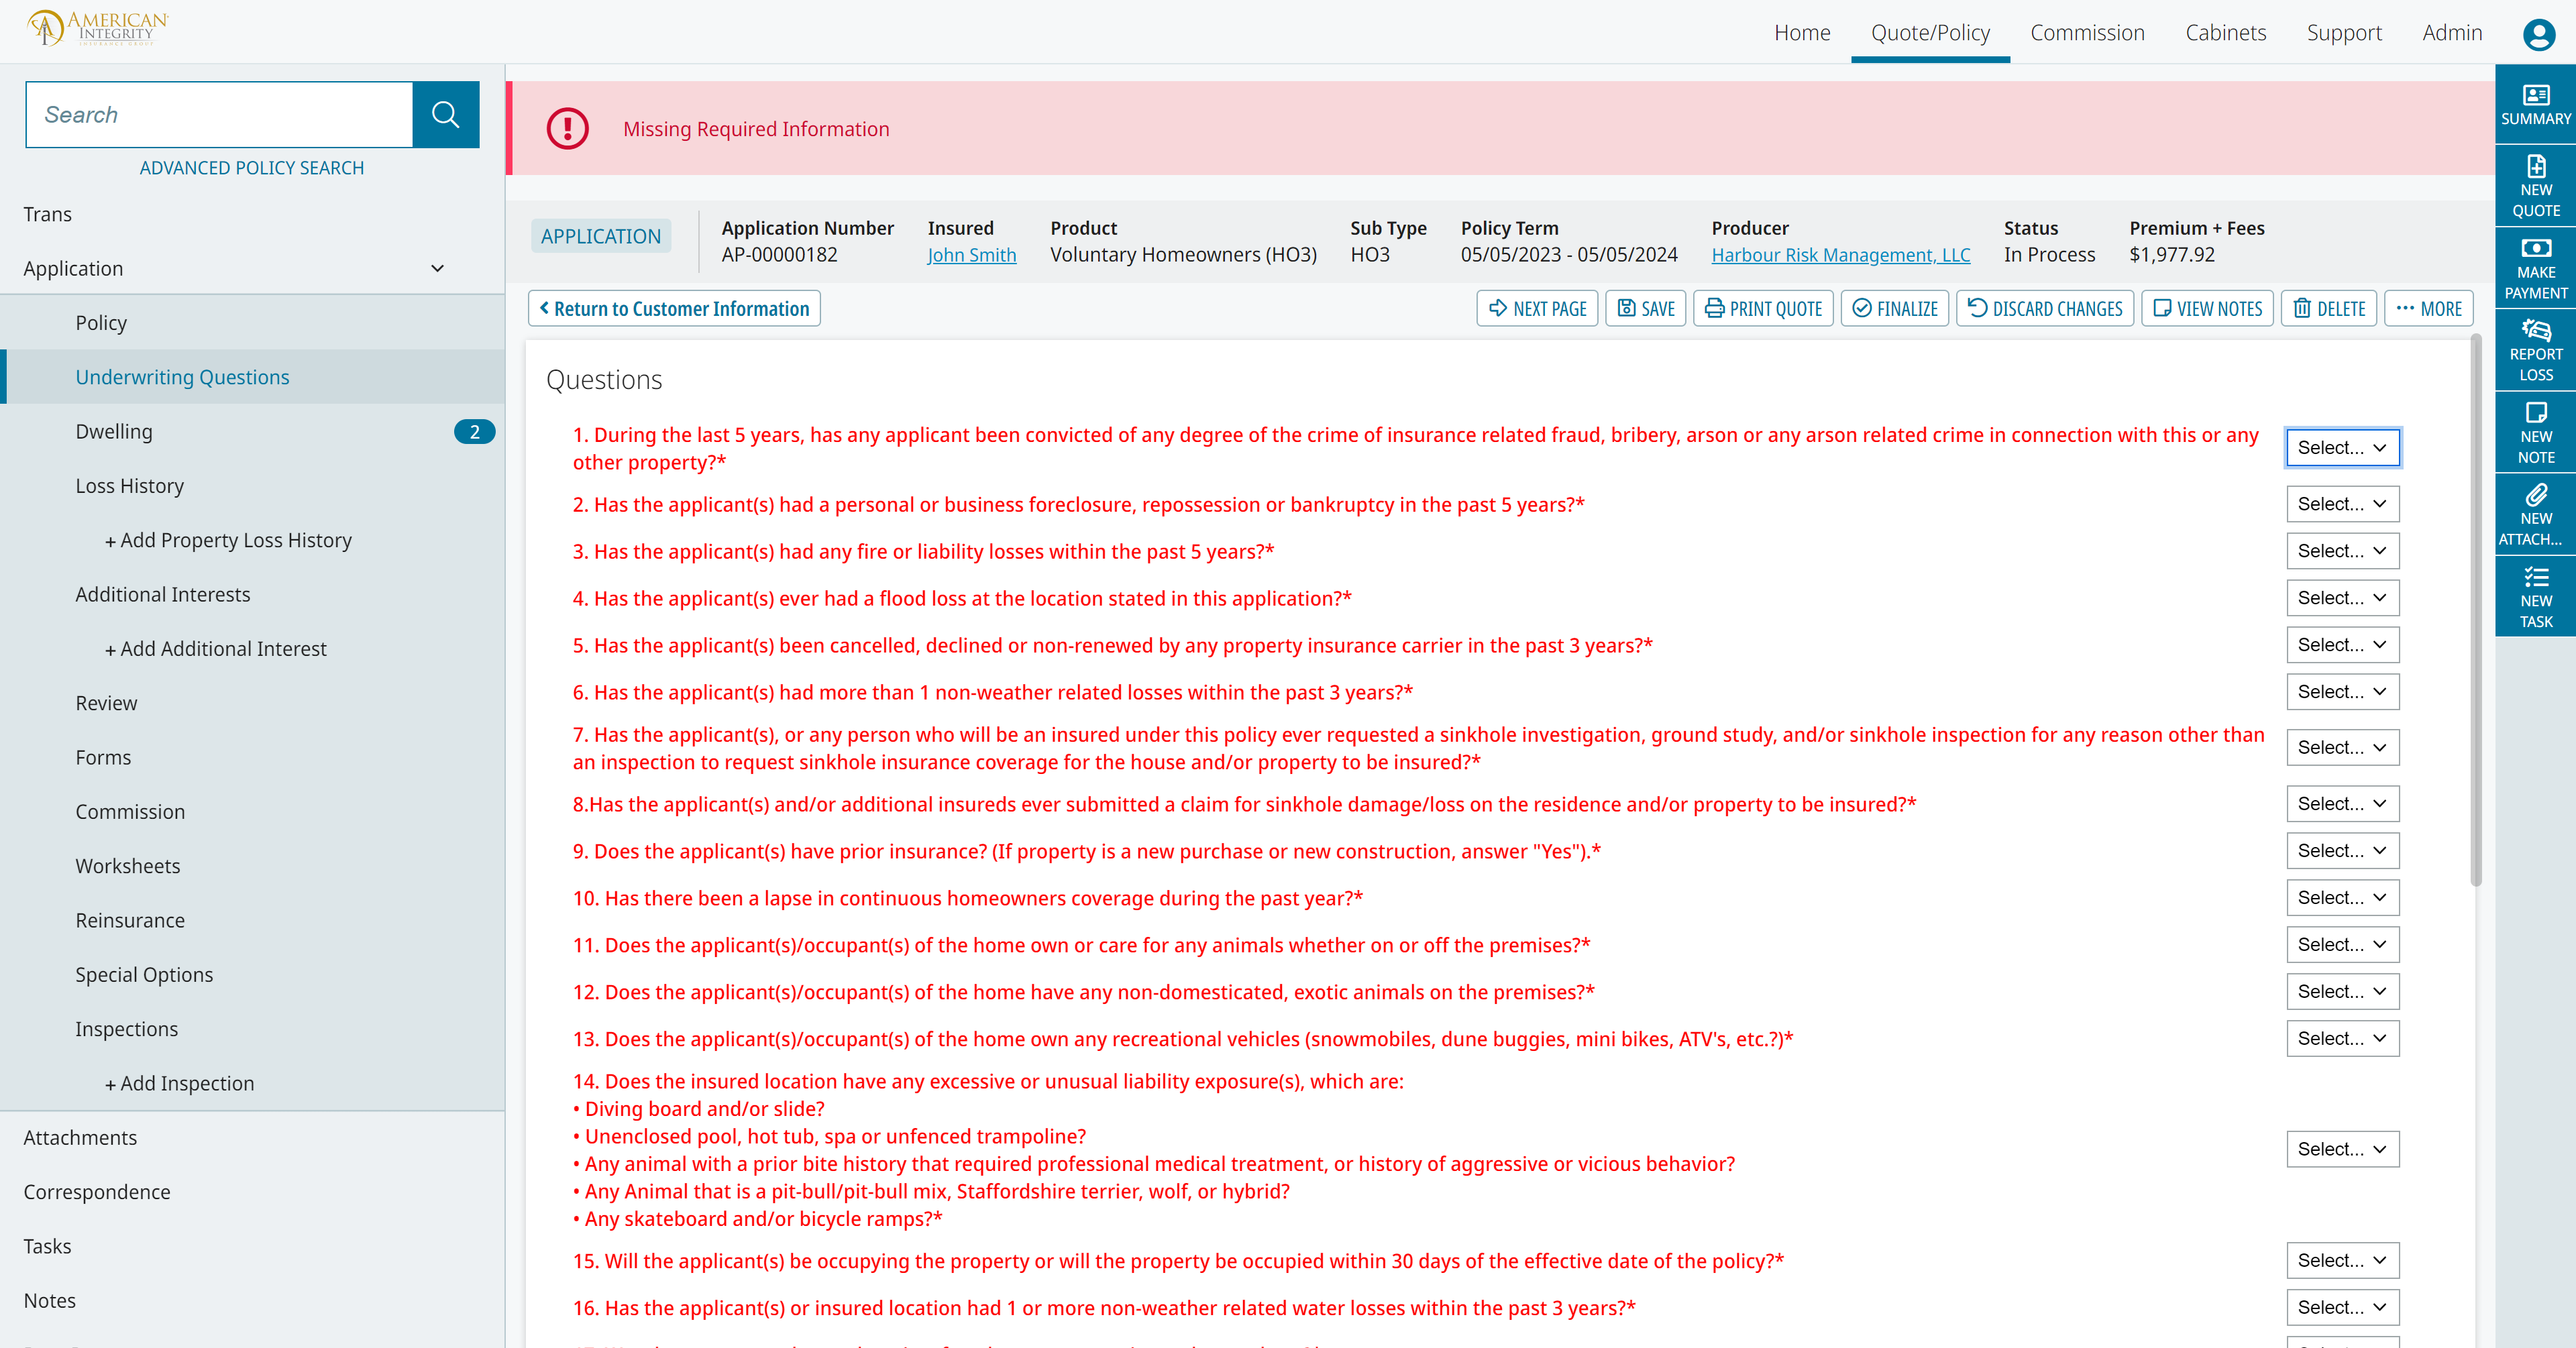 AMERICAN
INTEGRITY
INSURANCE GROUP
Home
Quote/Policy
Commission
Cabinets
Support
Admin
Search
ADVANCED POLICY SEARCH
Trans
Application
Policy
Underwriting Questions
Dwelling
2
Loss History
+ Add Property Loss History
Additional Interests
+ Add Additional Interest
Review
Forms
Commission
Worksheets
Reinsurance
Special Options
Inspections
+ Add Inspection
Attachments
Correspondence
Tasks
Notes
Missing Required Information
APPLICATION
Application Number
AP-00000182
Insured
John Smith
Product
Voluntary Homeowners (HO3)
Sub Type
HO3
Policy Term
05/05/2023 - 05/05/2024
Producer
Harbour Risk Management, LLC
Status
In Process
Premium + Fees
$1,977.92
Return to Customer Information
NEXT PAGE
SAVE
PRINT QUOTE
FINALIZE
DISCARD CHANGES
VIEW NOTES
DELETE
MORE
Questions
1. During the last 5 years, has any applicant been convicted of any degree of the crime of insurance related fraud, bribery, arson or any arson related crime in connection with this or any
other property?*
Select...
2. Has the applicant(s) had a personal or business foreclosure, repossession or bankruptcy in the past 5 years?*
Select...
3. Has the applicant(s) had any fire or liability losses within the past 5 years?*
Select...
4. Has the applicant(s) ever had a flood loss at the location stated in this application?*
Select...
5. Has the applicant(s) been cancelled, declined or non-renewed by any property insurance carrier in the past 3 years?*
Select...
6. Has the applicant(s) had more than 1 non-weather related losses within the past 3 years?*
Select...
7. Has the applicant(s), or any person who will be an insured under this policy ever requested a sinkhole investigation, ground study, and/or sinkhole inspection for any reason other than
an inspection to request sinkhole insurance coverage for the house and/or property to be insured?*
Select...
8.Has the applicant(s) and/or additional insureds ever submitted a claim for sinkhole damage/loss on the residence and/or property to be insured?*
Select...
9. Does the applicant(s) have prior insurance? (If property is a new purchase or new construction, answer "Yes").*
Select...
10. Has there been a lapse in continuous homeowners coverage during the past year?*
Select...
11. Does the applicant(s)/occupant(s) of the home own or care for any animals whether on or off the premises?*
Select...
12. Does the applicant(s)/occupant(s) of the home have any non-domesticated, exotic animals on the premises?*
Select...
13. Does the applicant(s)/occupant(s) of the home own any recreational vehicles (snowmobiles, dune buggies, mini bikes, ATV's, etc.?)*
Select...
14. Does the insured location have any excessive or unusual liability exposure(s), which are:
• Diving board and/or slide?
• Unenclosed pool, hot tub, spa or unfenced trampoline?
• Any animal with a prior bite history that required professional medical treatment, or history of aggressive or vicious behavior?
• Any Animal that is a pit-bull/pit-bull mix, Staffordshire terrier, wolf, or hybrid?
• Any skateboard and/or bicycle ramps?*
Select...
15. Will the applicant(s) be occupying the property or will the property be occupied within 30 days of the effective date of the policy?*
Select...
16. Has the applicant(s) or insured location had 1 or more non-weather related water losses within the past 3 years?*
Select...
SUMMARY
NEW
QUOTE
MAKE
PAYMENT
REPORT
LOSS
NEW
NOTE
NEW
ATTACH...
NEW
TASK